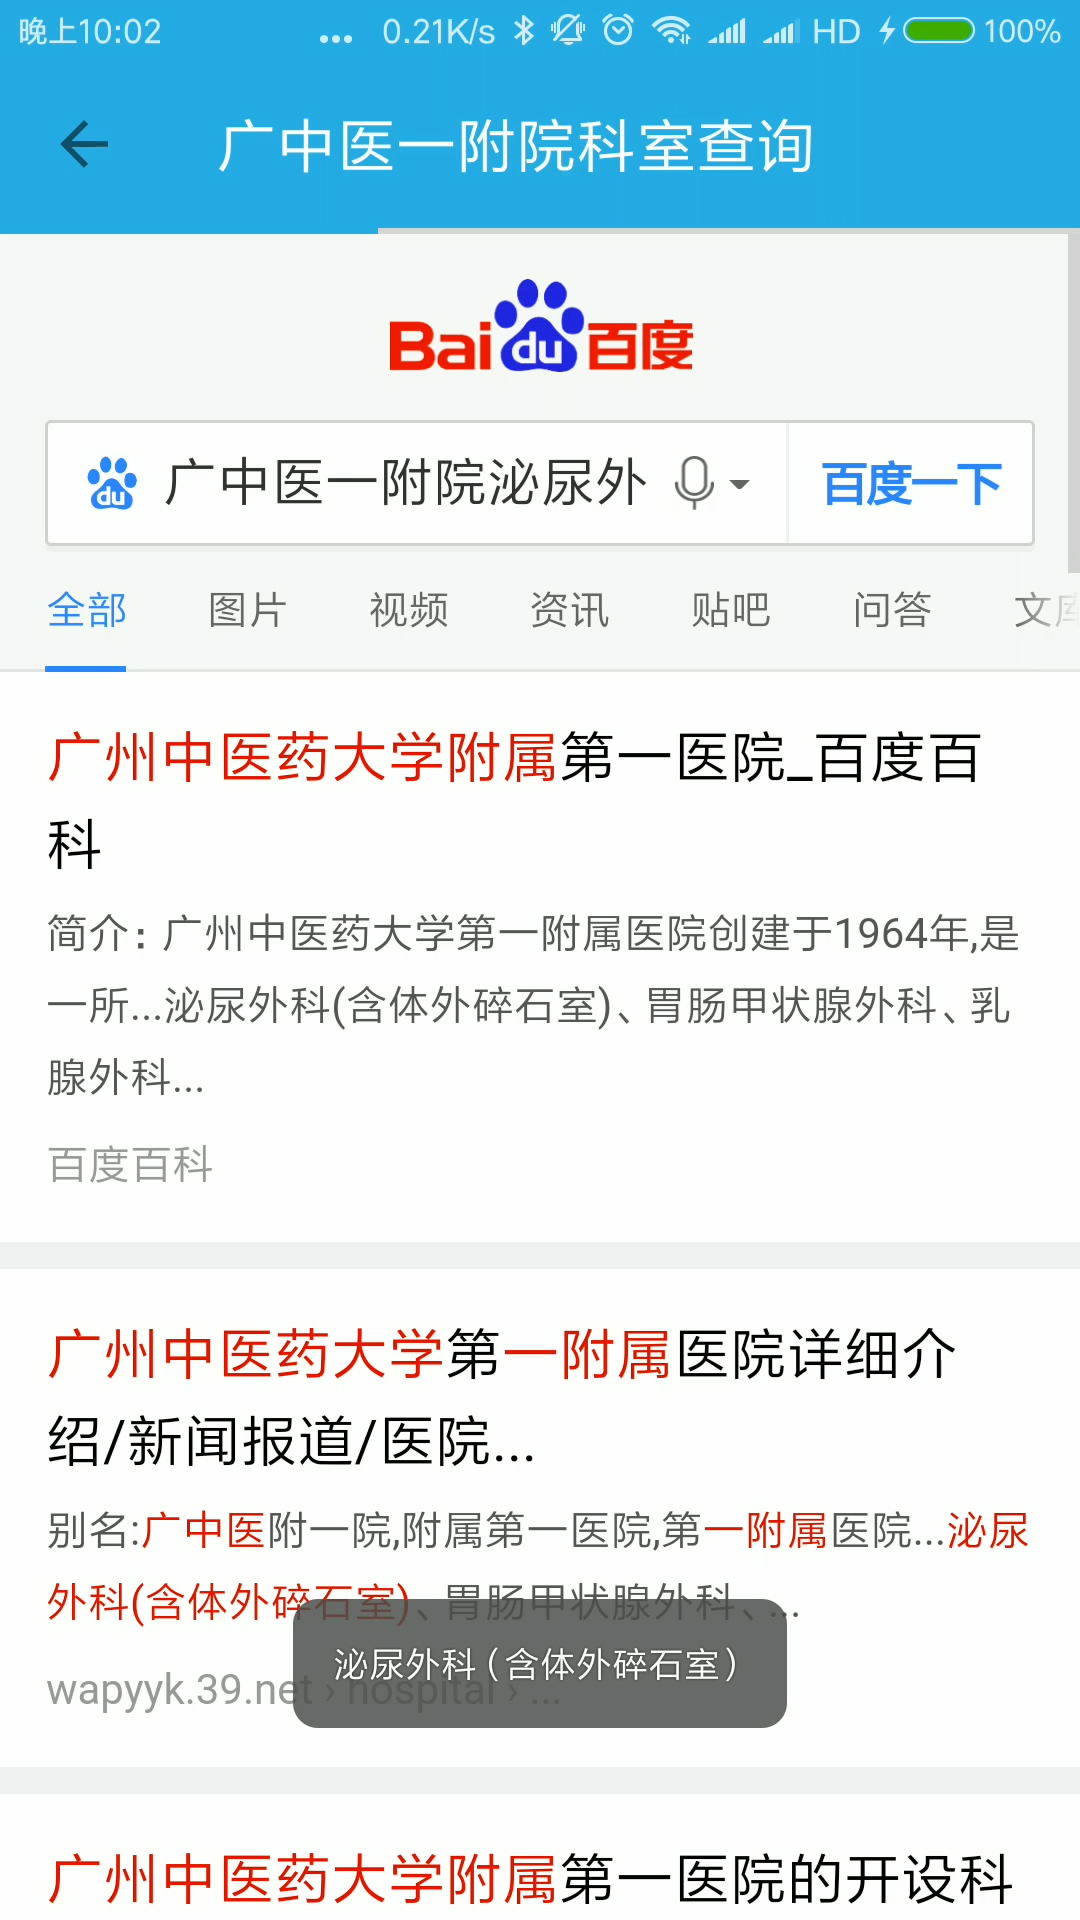 晚上10:02 ... 0.21K/s HD 100%
广中医一附院科室查询
Bai du 百度
du 广中医一附院泌尿外 百度一下
全部 图片 视频 资讯 贴吧 问答 文库
广州中医药大学附属第一医院_百度百
科
简介：广州中医药大学第一附属医院创建于1964年,是
一所...泌尿外科(含体外碎石室)、胃肠甲状腺外科、乳
腺外科...
百度百科
广州中医药大学第一附属医院详细介
绍/新闻报道/医院...
别名:广中医附一院,附属第一医院,第一附属医院...泌尿
外科(含体外碎石室)、胃肠甲状腺外科、...
泌尿外科（含体外碎石室）
wapyyk.39.net › hospital › ...
广州中医药大学附属第一医院的开设科